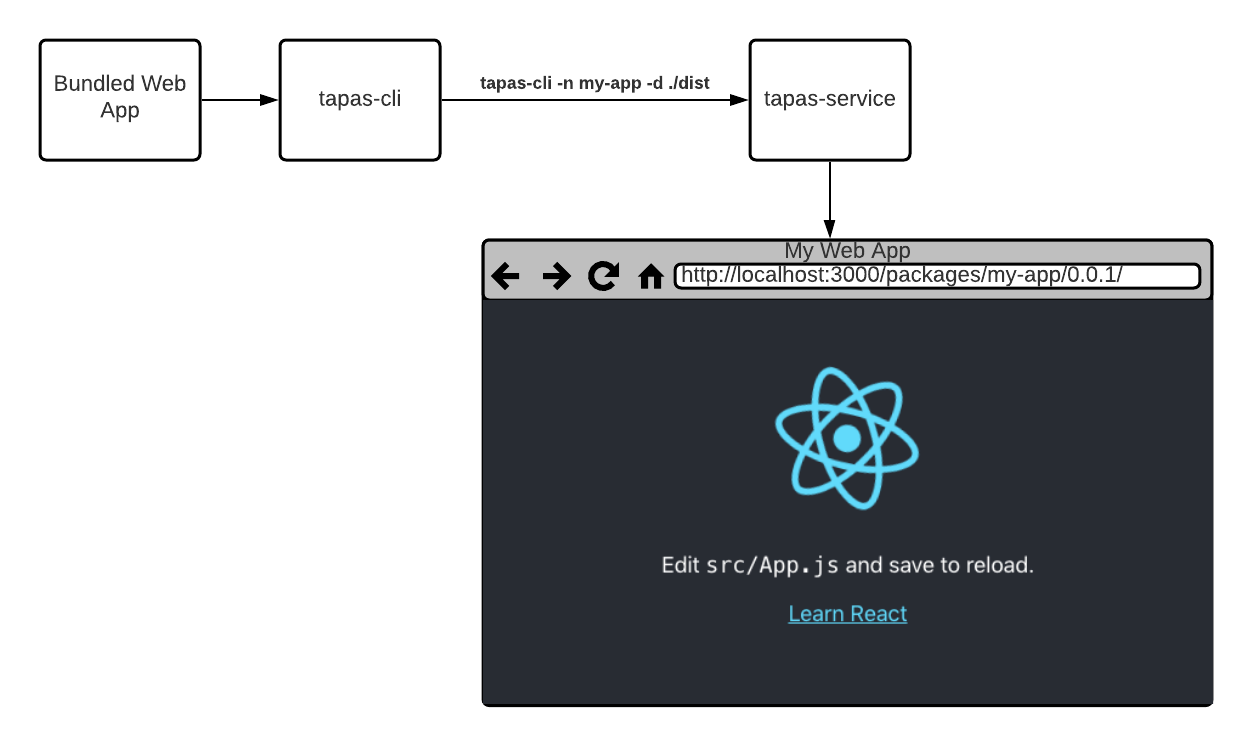 Bundled Web
App
tapas-cli
tapas-cli -n my-app -d ./dist
tapas-service
My Web App
http://localhost:3000/packages/my-app/0.0.1/
Edit src/App.js and save to reload.
Learn React